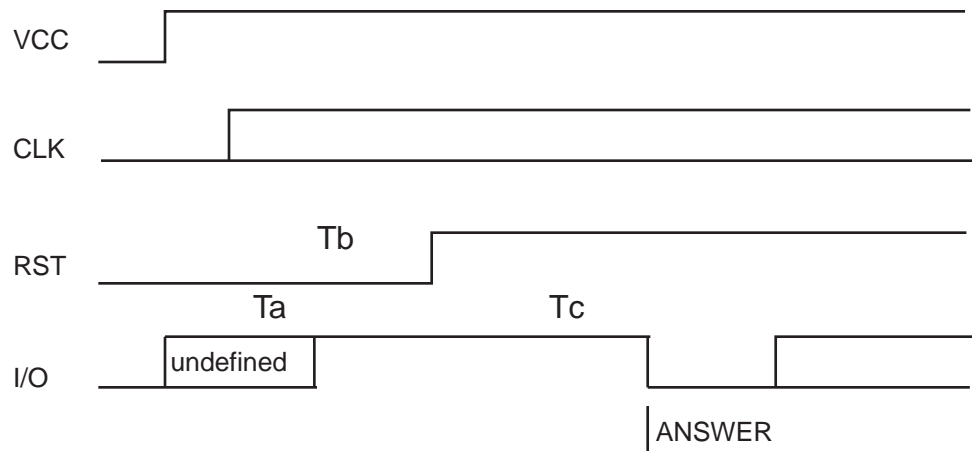 VCC
CLK
Tb
RST
Ta
Tc
undefined
I/O
ANSWER